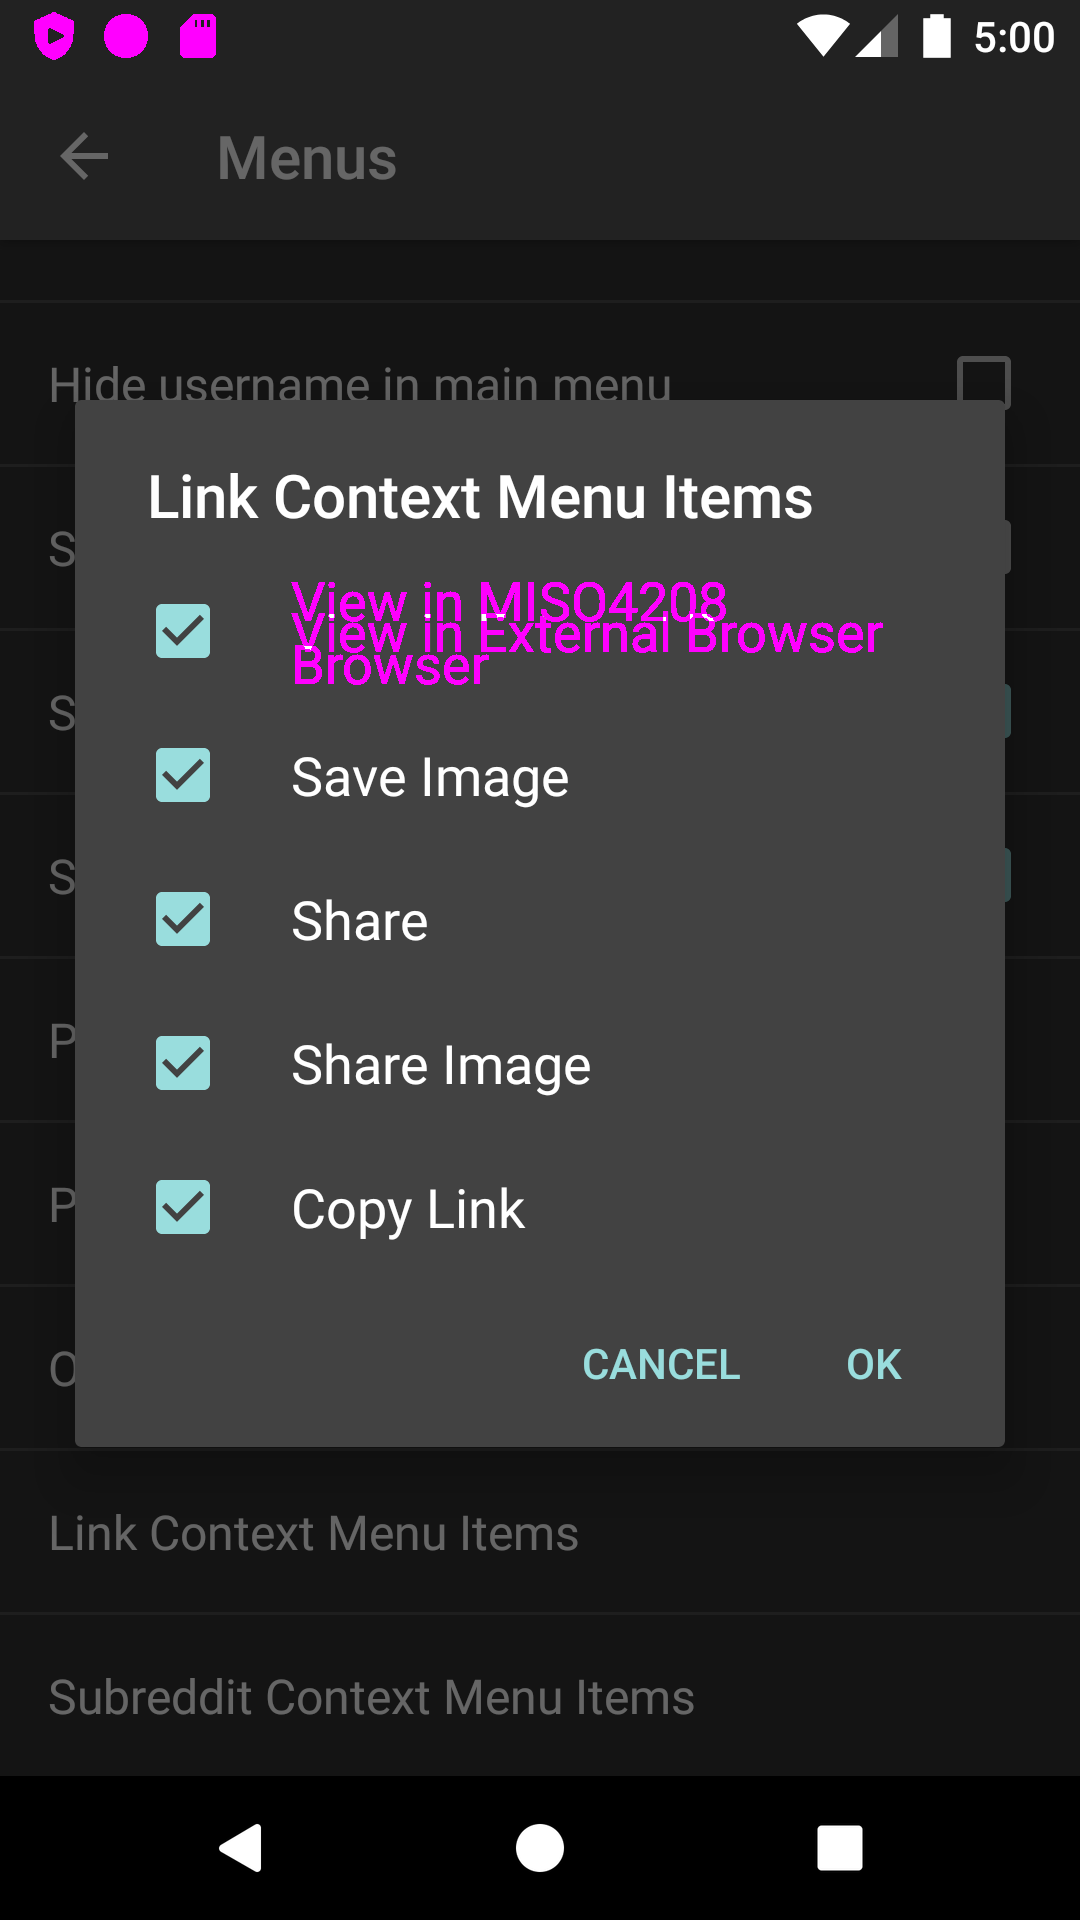 5:00
Menus
Hide username in main menu
Link Context Menu Items
S
View in MISO4208
View in External Browser
Browser
S
Save Image
S
Share
P
Share Image
P
Copy Link
O
CANCEL OK
Link Context Menu Items
Subreddit Context Menu Items